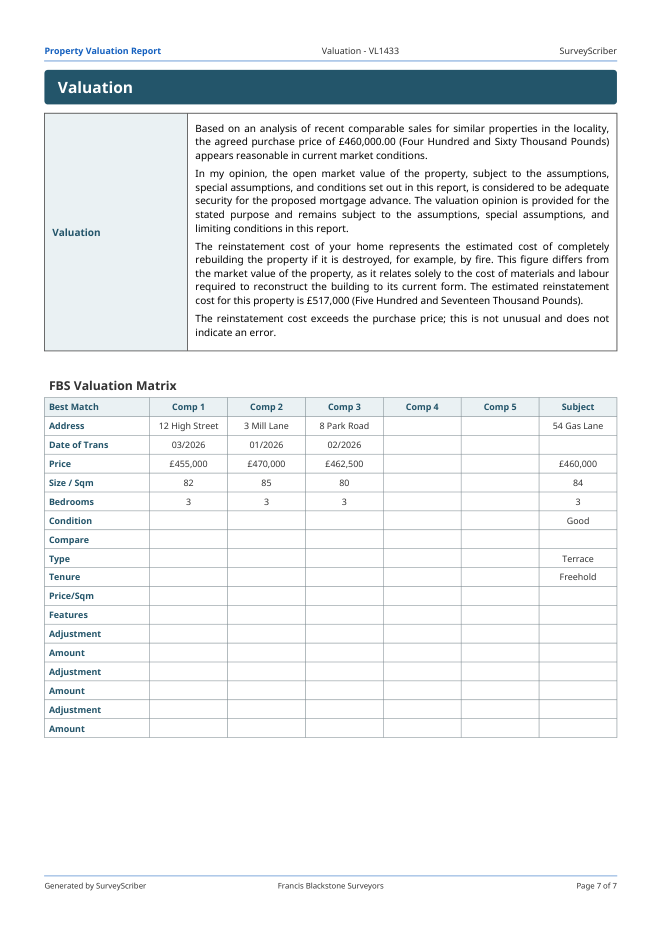 Property Valuation Report Valuation - VL1433 SurveyScriber
Valuation
Based on an analysis of recent comparable sales for similar properties in the locality,
the agreed purchase price of £460,000.00 (Four Hundred and Sixty Thousand Pounds)
appears reasonable in current market conditions.
In my opinion, the open market value of the property, subject to the assumptions,
special assumptions, and conditions set out in this report, is considered to be adequate
security for the proposed mortgage advance. The valuation opinion is provided for the
stated purpose and remains subject to the assumptions, special assumptions, and
limiting conditions in this report.
Valuation
The reinstatement cost of your home represents the estimated cost of completely
rebuilding the property if it is destroyed, for example, by fire. This figure differs from
the market value of the property, as it relates solely to the cost of materials and labour
required to reconstruct the building to its current form. The estimated reinstatement
cost for this property is £517,000 (Five Hundred and Seventeen Thousand Pounds).
The reinstatement cost exceeds the purchase price; this is not unusual and does not
indicate an error.
FBS Valuation Matrix
Best Match Comp 1 Comp 2 Comp 3 Comp 4 Comp 5 Subject
Address 12 High Street 3 Mill Lane 8 Park Road 54 Gas Lane
Date of Trans 03/2026 01/2026 02/2026
Price £455,000 £470,000 £462,500 £460,000
Size / Sqm 82 85 80 84
Bedrooms 3 3 3 3
Condition Good
Compare
Type Terrace
Tenure Freehold
Price/Sqm
Features
Adjustment
Amount
Adjustment
Amount
Adjustment
Amount
Generated by SurveyScriber Francis Blackstone Surveyors Page 7 of 7